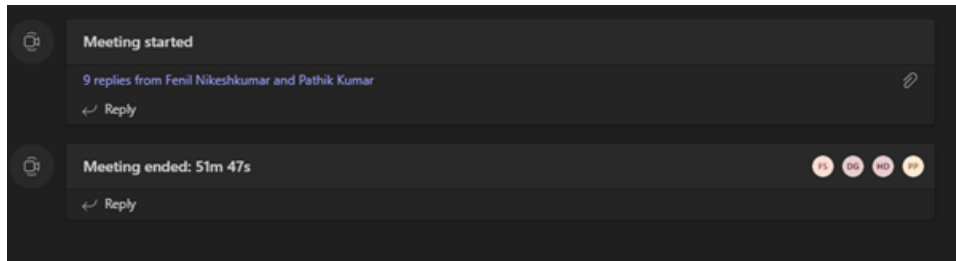 Meeting started
9 replies from Fenil Nikeshkumar and Pathik Kumar
Reply
Meeting ended: 51m 47s
FS DG HD PP
Reply